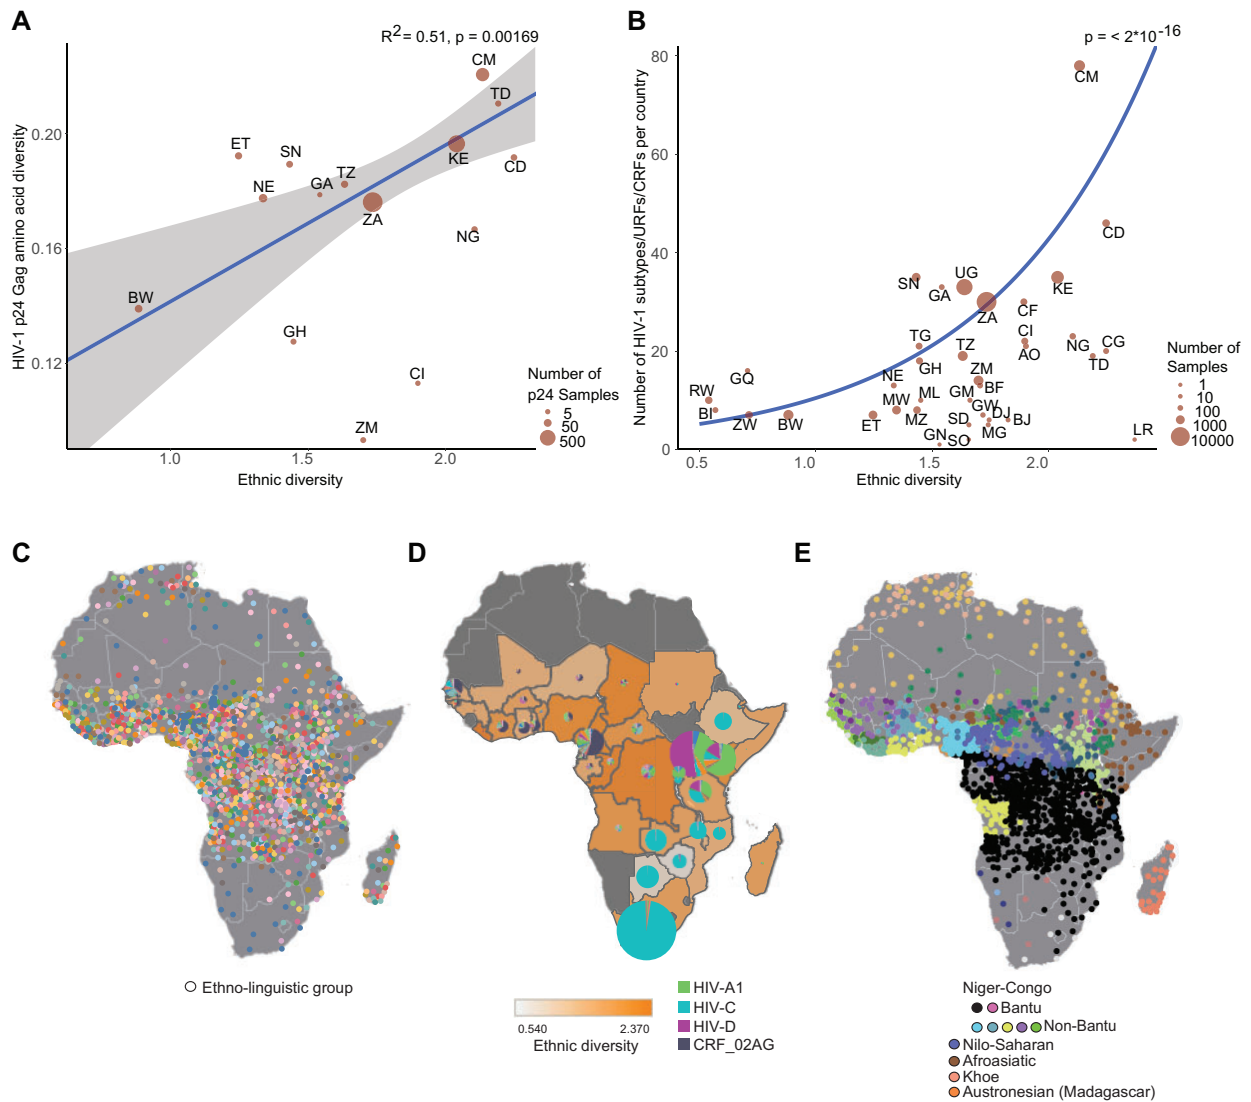 A
R2= 0.51, p = 0.00169
HIV-1 p24 Gag amino acid diversity
0.20
0.16
0.12
CM
TD
ET
SN
KE
CD
NE
GA
TZ
ZA
NG
BW
GH
CI
ZM
Number of
p24 Samples
5
50
500
1.0
1.5
2.0
Ethnic diversity
B
p = < 2*10-16
Number of HIV-1 subtypes/URFs/CRFs per country
80
60
40
20
0
CM
CD
SN
GA
UG
KE
ZA
CF
CI
AO
NG
CG
TD
TG
GH
TZ
ZM
BF
GQ
NE
ML
GM
RW
BI
ZW
BW
ET
MW
MZ
GW
DJ
BJ
SD
MG
GN
SO
LR
Number of
Samples
1
10
100
1000
10000
0.5
1.0
1.5
2.0
Ethnic diversity
C
Ethno-linguistic group
D
0.540
2.370
Ethnic diversity
HIV-A1
HIV-C
HIV-D
CRF_02AG
E
Niger-Congo
Bantu
Non-Bantu
Nilo-Saharan
Afroasiatic
Khoe
Austronesian (Madagascar)